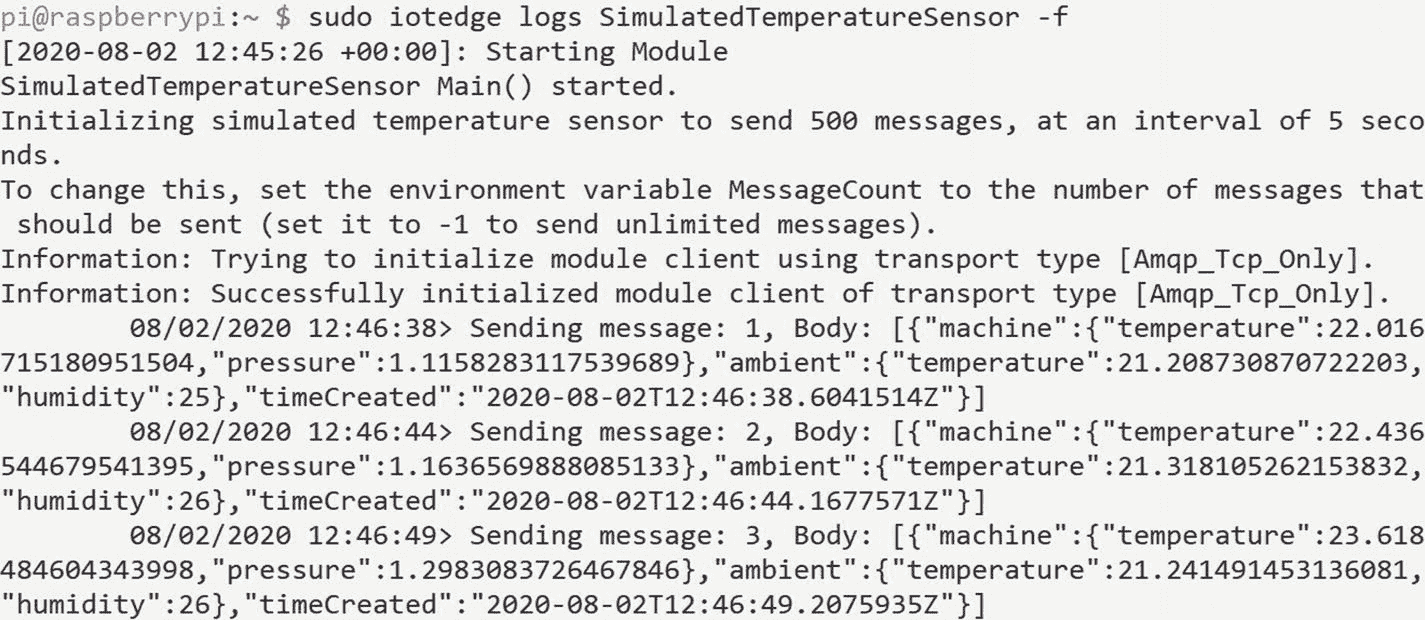 pi@raspberrypi:~ $ sudo iotedge logs SimulatedTemperatureSensor -f
[2020-08-02 12:45:26 +00:00]: Starting Module
SimulatedTemperatureSensor Main() started.
Initializing simulated temperature sensor to send 500 messages, at an interval of 5 seco
nds.
To change this, set the environment variable MessageCount to the number of messages that
 should be sent (set it to -1 to send unlimited messages).
Information: Trying to initialize module client using transport type [Amqp_Tcp_Only].
Information: Successfully initialized module client of transport type [Amqp_Tcp_Only].
        08/02/2020 12:46:38> Sending message: 1, Body: [{"machine":{"temperature":22.016
715180951504,"pressure":1.1158283117539689},"ambient":{"temperature":21.208730870722203,
"humidity":25},"timeCreated":"2020-08-02T12:46:38.6041514Z"}]
        08/02/2020 12:46:44> Sending message: 2, Body: [{"machine":{"temperature":22.436
544679541395,"pressure":1.1636569888085133},"ambient":{"temperature":21.318105262153832,
"humidity":26},"timeCreated":"2020-08-02T12:46:44.1677571Z"}]
        08/02/2020 12:46:49> Sending message: 3, Body: [{"machine":{"temperature":23.618
484604343998,"pressure":1.2983083726467846},"ambient":{"temperature":21.241491453136081,
"humidity":26},"timeCreated":"2020-08-02T12:46:49.2075935Z"}]